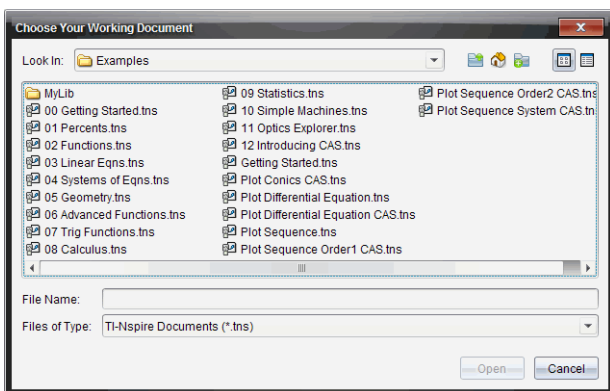 Choose Your Working Document
Look In: Examples
MyLib
00 Getting Started.tns
01 Percents.tns
02 Functions.tns
03 Linear Eqns.tns
04 Systems of Eqns.tns
05 Geometry.tns
06 Advanced Functions.tns
07 Trig Functions.tns
08 Calculus.tns
09 Statistics.tns
10 Simple Machines.tns
11 Optics Explorer.tns
12 Introducing CAS.tns
Getting Started.tns
Plot Conics CAS.tns
Plot Differential Equation.tns
Plot Differential Equation CAS.tns
Plot Sequence.tns
Plot Sequence Order1 CAS.tns
Plot Sequence Order2 CAS.tns
Plot Sequence System CAS.tn
File Name:
Files of Type: TI-Nspire Documents (*.tns)
Open Cancel